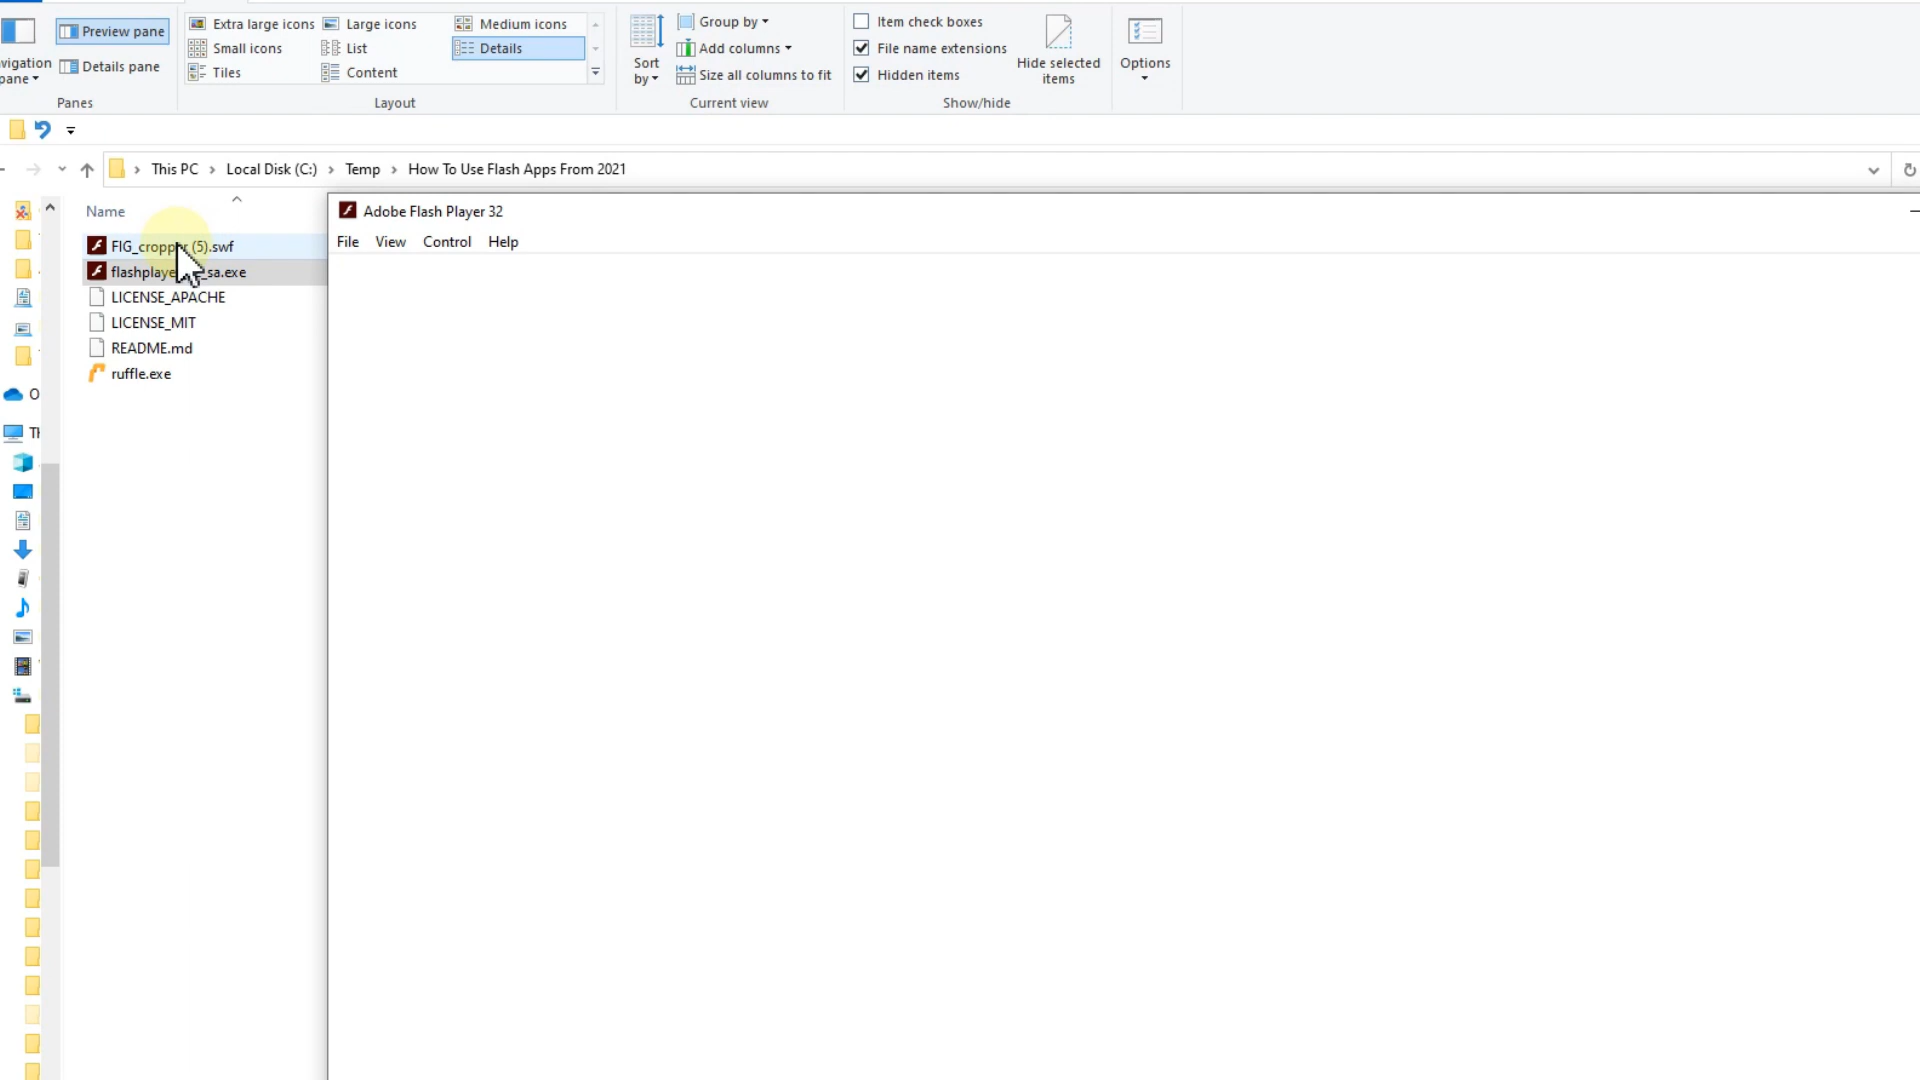 Preview pane
Extra large icons
Large icons
Medium icons
Group by
Item check boxes
vigation
pane
Details pane
Small icons
List
Details
Sort
by
Add columns
File name extensions
Hide selected
items
Options
Tiles
Content
Size all columns to fit
Hidden items
Panes
Layout
Current view
Show/hide
This PC
Local Disk (C:)
Temp
How To Use Flash Apps From 2021
Name
Adobe Flash Player 32
FIG_cropper (5).swf
File
View
Control
Help
LICENSE_APACHE
LICENSE_MIT
README.md
ruffle.exe
O
Th